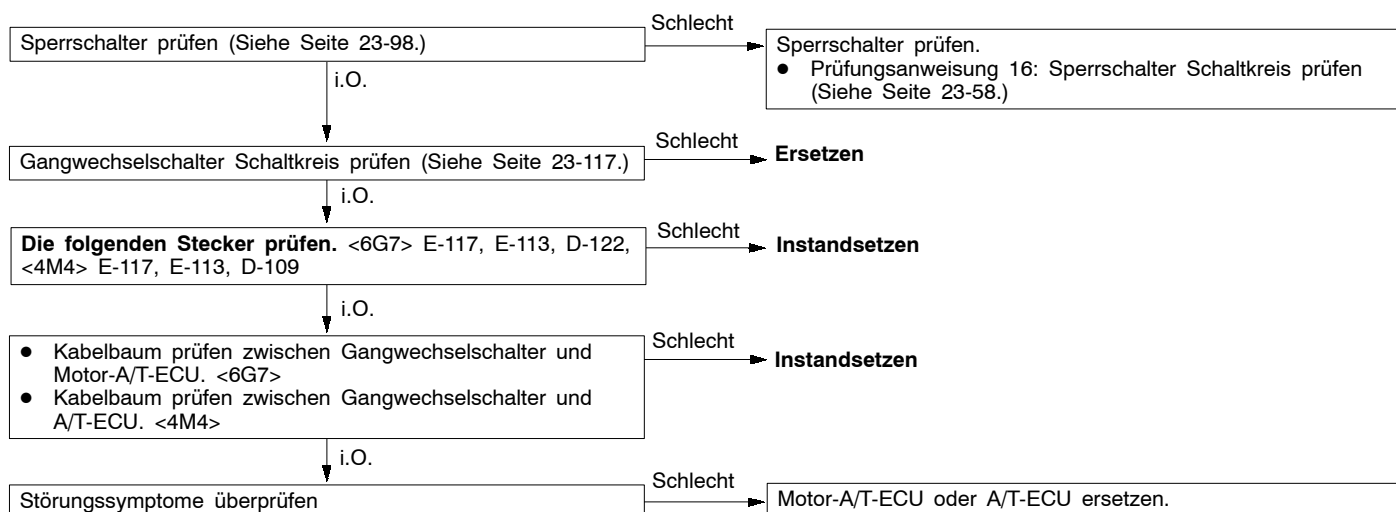 Sperrschalter prüfen (Siehe Seite 23-98.)
Schlecht
Sperrschalter prüfen.
● Prüfungsanweisung 16: Sperrschalter Schaltkreis prüfen
(Siehe Seite 23-58.)
i.O.
Gangwechselschalter Schaltkreis prüfen (Siehe Seite 23-117.)
Schlecht
Ersetzen
i.O.
Die folgenden Stecker prüfen. <6G7> E-117, E-113, D-122,
<4M4> E-117, E-113, D-109
Schlecht
Instandsetzen
i.O.
● Kabelbaum prüfen zwischen Gangwechselschalter und
Motor-A/T-ECU. <6G7>
● Kabelbaum prüfen zwischen Gangwechselschalter und
A/T-ECU. <4M4>
Schlecht
Instandsetzen
i.O.
Störungssymptome überprüfen
Schlecht
Motor-A/T-ECU oder A/T-ECU ersetzen.